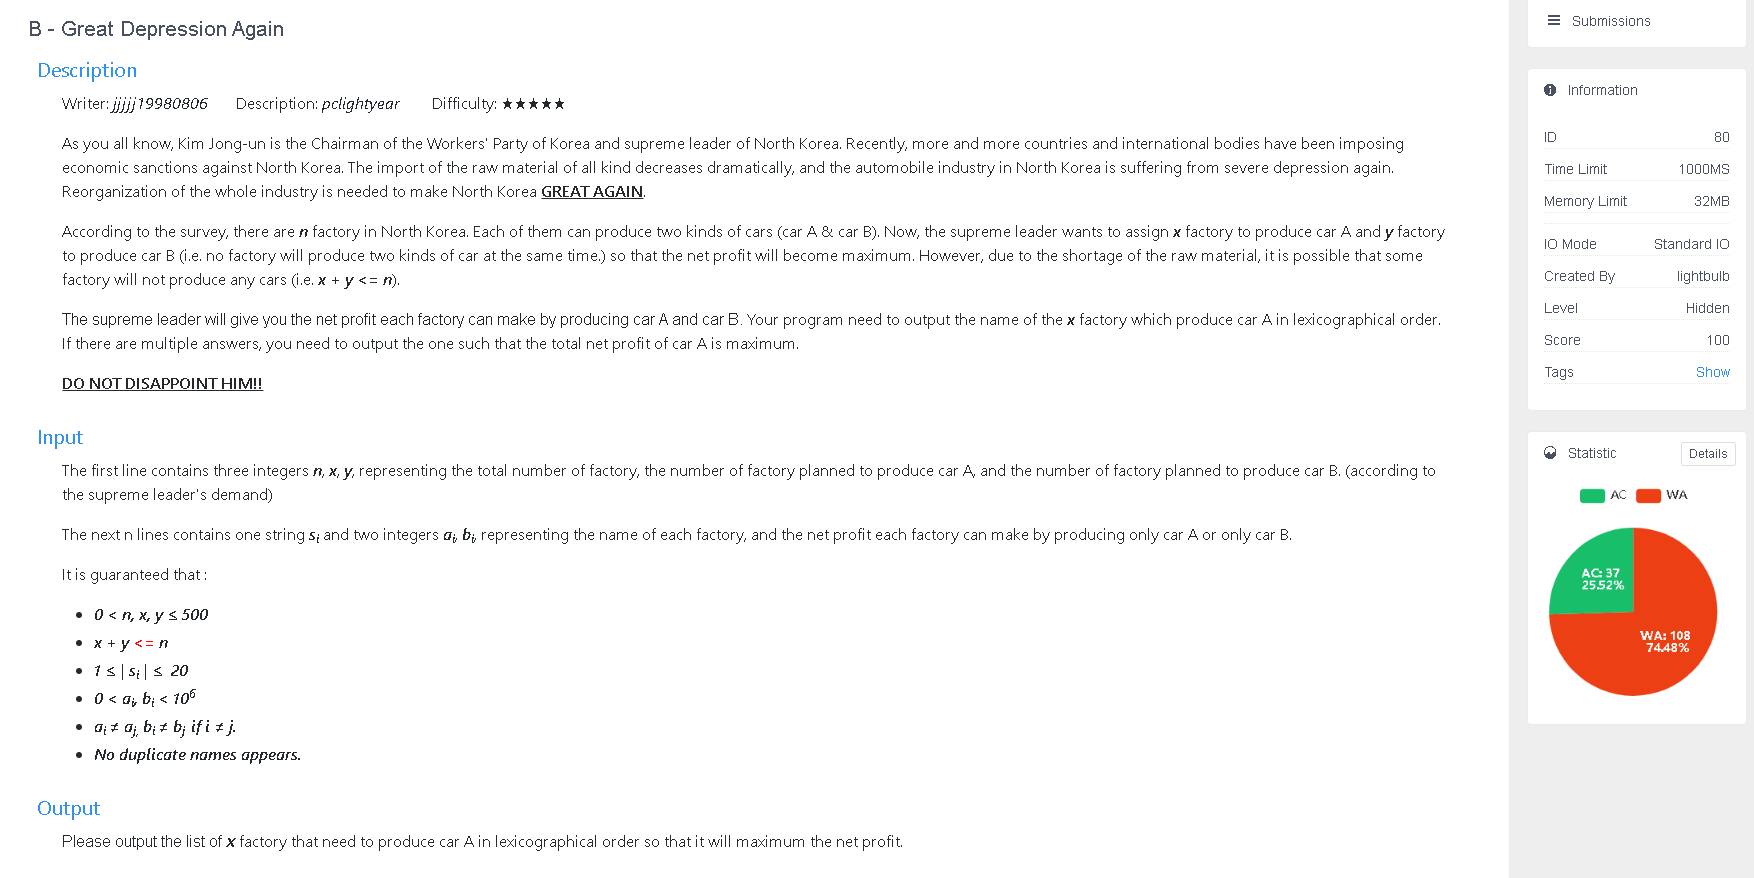 B - Great Depression Again
Description
Writer: jjjjj19980806 Description: pclightyear Difficulty: ★★★★★
As you all know, Kim Jong-un is the Chairman of the Workers' Party of Korea and supreme leader of North Korea. Recently, more and more countries and international bodies have been imposing
economic sanctions against North Korea. The import of the raw material of all kind decreases dramatically, and the automobile industry in North Korea is suffering from severe depression again.
Reorganization of the whole industry is needed to make North Korea GREAT AGAIN.
According to the survey, there are n factory in North Korea. Each of them can produce two kinds of cars (car A & car B). Now, the supreme leader wants to assign x factory to produce car A and y factory
to produce car B (i.e. no factory will produce two kinds of car at the same time.) so that the net profit will become maximum. However, due to the shortage of the raw material, it is possible that some
factory will not produce any cars (i.e. x + y <= n).
The supreme leader will give you the net profit each factory can make by producing car A and car B. Your program need to output the name of the x factory which produce car A in lexicographical order.
If there are multiple answers, you need to output the one such that the total net profit of car A is maximum.
DO NOT DISAPPOINT HIM!!
Input
The first line contains three integers n, x, y, representing the total number of factory, the number of factory planned to produce car A, and the number of factory planned to produce car B. (according to
the supreme leader's demand)
The next n lines contains one string si and two integers ai, bi, representing the name of each factory, and the net profit each factory can make by producing only car A or only car B.
It is guaranteed that :
• 0 < n, x, y ≤ 500
• x + y <= n
• 1 ≤ | si | ≤ 20
• 0 < ai, bi < 10^6
• ai ≠ aj, bi ≠ bj if i ≠ j.
• No duplicate names appears.
Output
Please output the list of x factory that need to produce car A in lexicographical order so that it will maximum the net profit.
Submissions
Information
ID 80
Time Limit 1000MS
Memory Limit 32MB
IO Mode Standard IO
Created By lightbulb
Level Hidden
Score 100
Tags Show
Statistic Details
AC WA
AC: 37
25.52%
WA: 108
74.48%